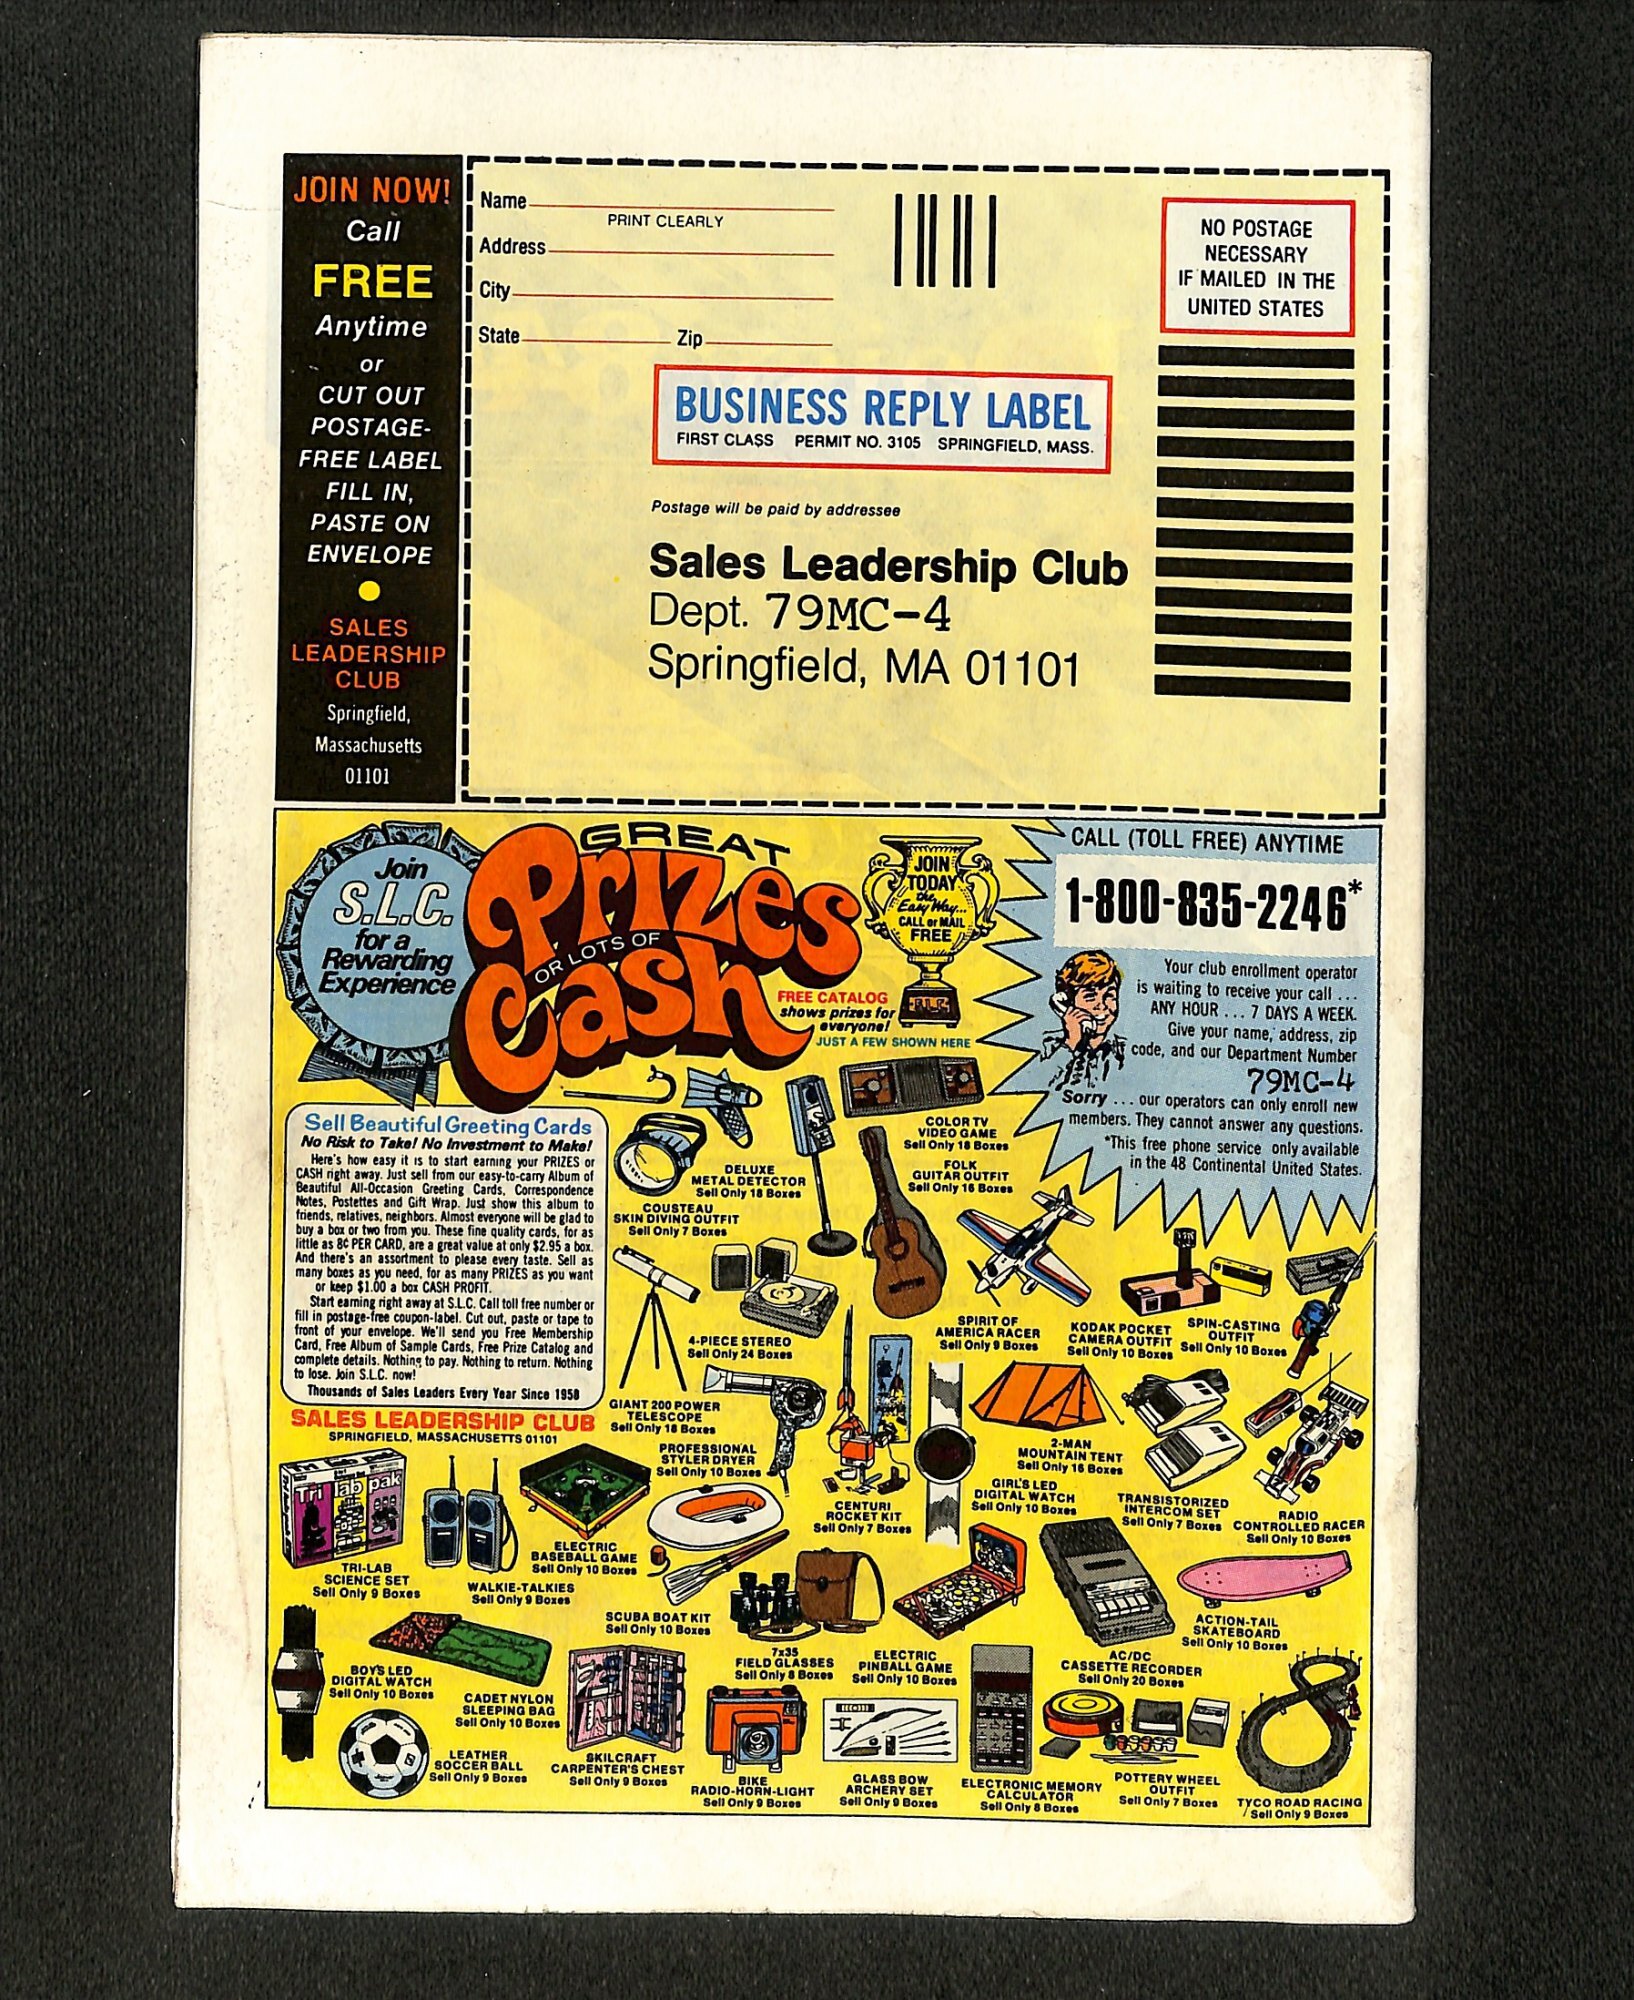 JOIN NOW!
Call
FREE
Anytime
or
CUT OUT
POSTAGE-
FREE LABEL
FILL IN,
PASTE ON
ENVELOPE
SALES
LEADERSHIP
CLUB
Springfield,
Massachusetts
01101
Name
PRINT CLEARLY
Address
City
State Zip
NO POSTAGE
NECESSARY
IF MAILED IN THE
UNITED STATES
BUSINESS REPLY LABEL
FIRST CLASS PERMIT NO. 3105 SPRINGFIELD, MASS.
Postage will be paid by addressee
Sales Leadership Club
Dept. 79MC-4
Springfield, MA 01101
Join
S.L.C.
for a
Rewarding
Experience
GREAT
Prizes
OR LOTS OF
Cash
JOIN
TODAY
the
Easy Way...
CALL or MAIL
FREE
SLC
FREE CATALOG
shows prizes for
everyone!
JUST A FEW SHOWN HERE
CALL (TOLL FREE) ANYTIME
1-800-835-2246*
Your club enrollment operator
is waiting to receive your call ...
ANY HOUR ... 7 DAYS A WEEK.
Give your name, address, zip
code, and our Department Number
79MC-4
Sorry ... our operators can only enroll new
members. They cannot answer any questions.
*This free phone service only available
in the 48 Continental United States.
Sell Beautiful Greeting Cards
No Risk to Take! No Investment to Make!
Here's how easy it is to start earning your PRIZES or
CASH right away. Just sell from our easy-to-carry Album of
Beautiful All-Occasion Greeting Cards, Correspondence
Notes, Postettes and Gift Wrap. Just show this album to
friends, relatives, neighbors. Almost everyone will be glad to
buy a box or two from you. These fine quality cards, for as
little as 8¢ PER CARD, are a great value at only $2.95 a box.
And there's an assortment to please every taste. Sell as
many boxes as you need, for as many PRIZES as you want
or keep $1.00 a box CASH PROFIT.
Start earning right away at S.L.C. Call toll free number or
fill in postage-free coupon-label. Cut out, paste or tape to
front of your envelope. We'll send you Free Membership
Card, Free Album of Sample Cards, Free Prize Catalog and
complete details. Nothing to pay. Nothing to return. Nothing
to lose. Join S.L.C. now!
Thousands of Sales Leaders Every Year Since 1958
SALES LEADERSHIP CLUB
SPRINGFIELD, MASSACHUSETTS 01101
COLOR TV
VIDEO GAME
Sell Only 18 Boxes
DELUXE
METAL DETECTOR
Sell Only 18 Boxes
FOLK
GUITAR OUTFIT
Sell Only 16 Boxes
COUSTEAU
SKIN DIVING OUTFIT
Sell Only 7 Boxes
4-PIECE STEREO
Sell Only 24 Boxes
SPIRIT OF
AMERICA RACER
Sell Only 9 Boxes
KODAK POCKET
CAMERA OUTFIT
Sell Only 10 Boxes
SPIN-CASTING
OUTFIT
Sell Only 10 Boxes
GIANT 200 POWER
TELESCOPE
Sell Only 18 Boxes
PROFESSIONAL
STYLER DRYER
Sell Only 10 Boxes
2-MAN
MOUNTAIN TENT
Sell Only 16 Boxes
CENTURI
ROCKET KIT
Sell Only 7 Boxes
GIRL'S LED
DIGITAL WATCH
Sell Only 10 Boxes
TRANSISTORIZED
INTERCOM SET
Sell Only 7 Boxes
RADIO
CONTROLLED RACER
Sell Only 10 Boxes
Tri lab pak
TRI-LAB
SCIENCE SET
Sell Only 9 Boxes
WALKIE-TALKIES
Sell Only 9 Boxes
ELECTRIC
BASEBALL GAME
Sell Only 10 Boxes
SCUBA BOAT KIT
Sell Only 10 Boxes
7x35
FIELD GLASSES
Sell Only 8 Boxes
ELECTRIC
PINBALL GAME
Sell Only 10 Boxes
AC/DC
CASSETTE RECORDER
Sell Only 20 Boxes
ACTION-TAIL
SKATEBOARD
Sell Only 10 Boxes
BOY'S LED
DIGITAL WATCH
Sell Only 10 Boxes
CADET NYLON
SLEEPING BAG
Sell Only 10 Boxes
LEATHER
SOCCER BALL
Sell Only 9 Boxes
SKILCRAFT
CARPENTER'S CHEST
Sell Only 9 Boxes
BIKE
RADIO-HORN-LIGHT
Sell Only 9 Boxes
GLASS BOW
ARCHERY SET
Sell Only 9 Boxes
ELECTRONIC MEMORY
CALCULATOR
Sell Only 8 Boxes
POTTERY WHEEL
OUTFIT
Sell Only 7 Boxes
TYCO ROAD RACING
Sell Only 9 Boxes